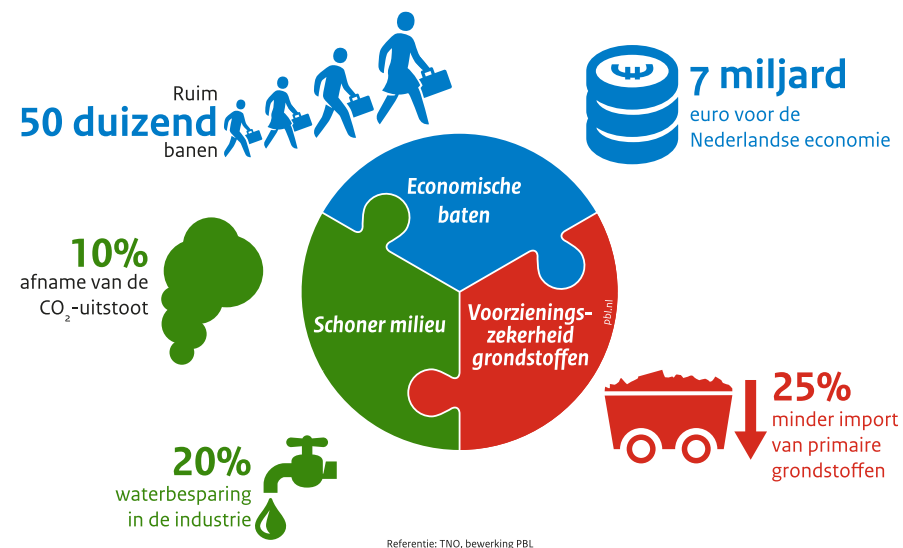 Ruim
50 duizend
banen
7 miljard
euro voor de
Nederlandse economie
Economische
baten
10%
afname van de
CO₂-uitstoot
Schoner milieu
Voorzienings-
zekerheid
grondstoffen
pbl.nl
25%
minder import
van primaire
grondstoffen
20%
waterbesparing
in de industrie
Referentie: TNO, bewerking PBL